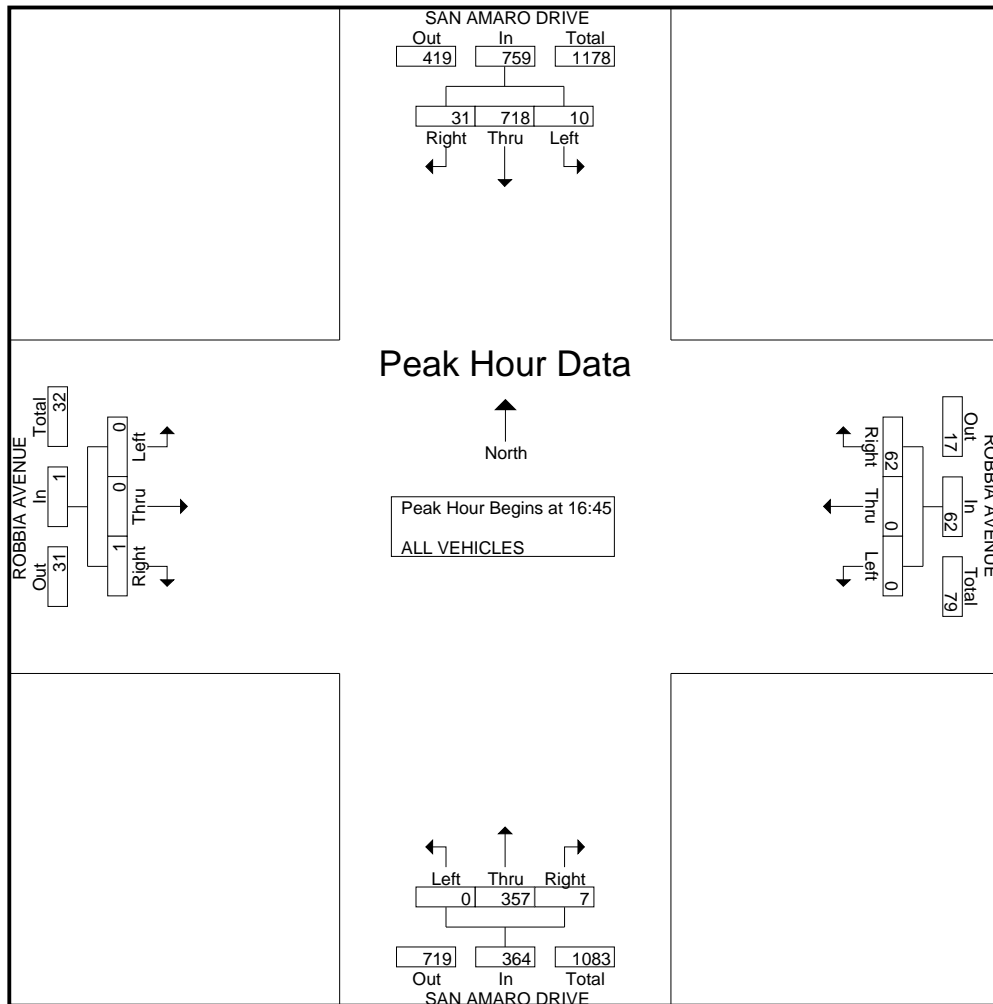 SAN AMARO DRIVE
Out In Total
419 759 1178
31 718 10
Right Thru Left
Peak Hour Data
North
Peak Hour Begins at 16:45
ALL VEHICLES
ROBBIA AVENUE
Out In Total
31 1 32
Right Thru Left
1 0 0
ROBBIA AVENUE
Out In Total
17 62 79
Right Thru Left
62 0 0
Left Thru Right
0 357 7
719 364 1083
Out In Total
SAN AMARO DRIVE